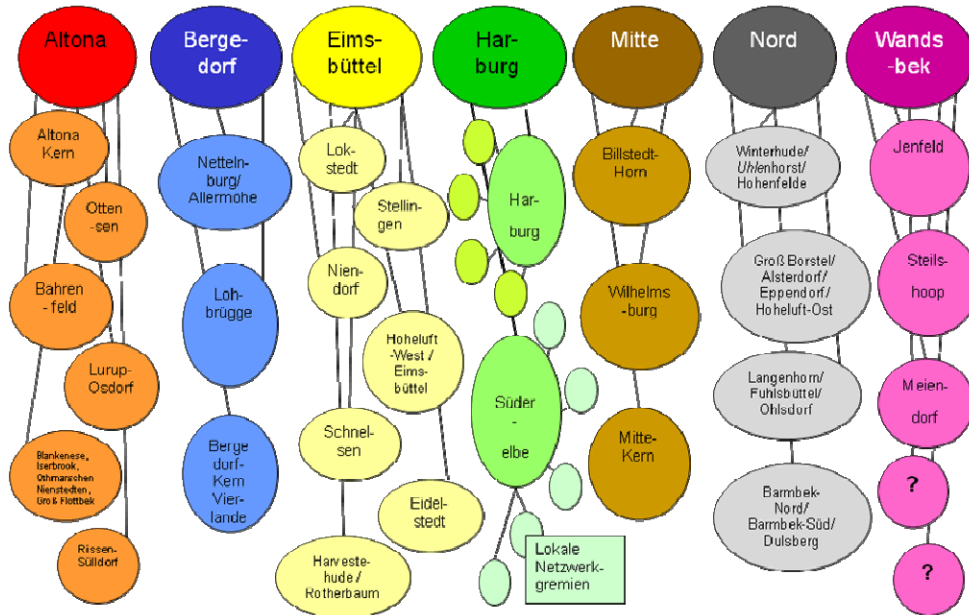 Altona
Berge-
dorf
Eims-
büttel
Har-
burg
Mitte
Nord
Wands
-bek
Altona
Kern
Otten
-sen
Bahren
-feld
Lurup-
Osdorf
Blankenese,
Iserbrook,
Othmarschen
Nienstedten,
Groß Flottbek
Rissen-
Sülldorf
Netteln-
burg/
Allermöhe
Loh-
brügge
Berge
dorf-
Kern
Vier-
lande
Lok-
stedt
Stellin-
gen
Nien-
dorf
Hoheluft
-West /
Eims-
büttel
Schnel-
sen
Eidel-
stedt
Harveste-
hude /
Rotherbaum
Har-
burg
Süder
-
elbe
Lokale
Netzwerk-
gremien
Billstedt-
Horn
Wilhelms
-burg
Mitte-
Kern
Winterhude/
Uhlenhorst/
Hohenfelde
Groß Borstel/
Alsterdorf/
Eppendorf/
Hoheluft-Ost
Langenhorn/
Fuhlsbüttel/
Ohlsdorf
Barmbek-
Nord/
Barmbek-Süd/
Dulsberg
Jenfeld
Steils-
hoop
Meien-
dorf
?
?